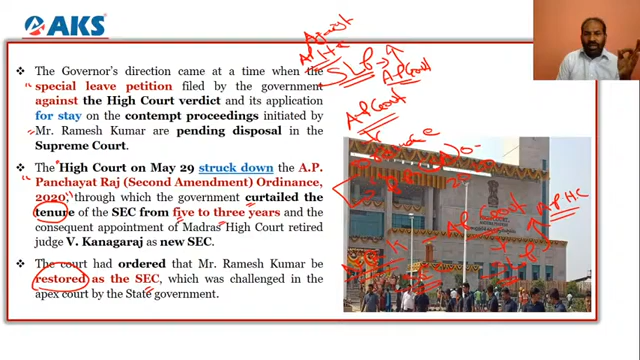 AKS
❖ The Governor's direction came at a time when the
special leave petition filed by the government
against the High Court verdict and its application
for stay on the contempt proceedings initiated by
Mr. Ramesh Kumar are pending disposal in the
Supreme Court.
❖ The High Court on May 29 struck down the A.P.
Panchayat Raj (Second Amendment) Ordinance,
2020, through which the government curtailed the
tenure of the SEC from five to three years and the
consequent appointment of Madras High Court retired
judge V. Kanagaraj as new SEC.
❖ The court had ordered that Mr. Ramesh Kumar be
restored as the SEC, which was challenged in the
apex court by the State government.
Against
AP HC
SLP →
A.P Govt
A.P Govt
A.P Govt
A.P. HC